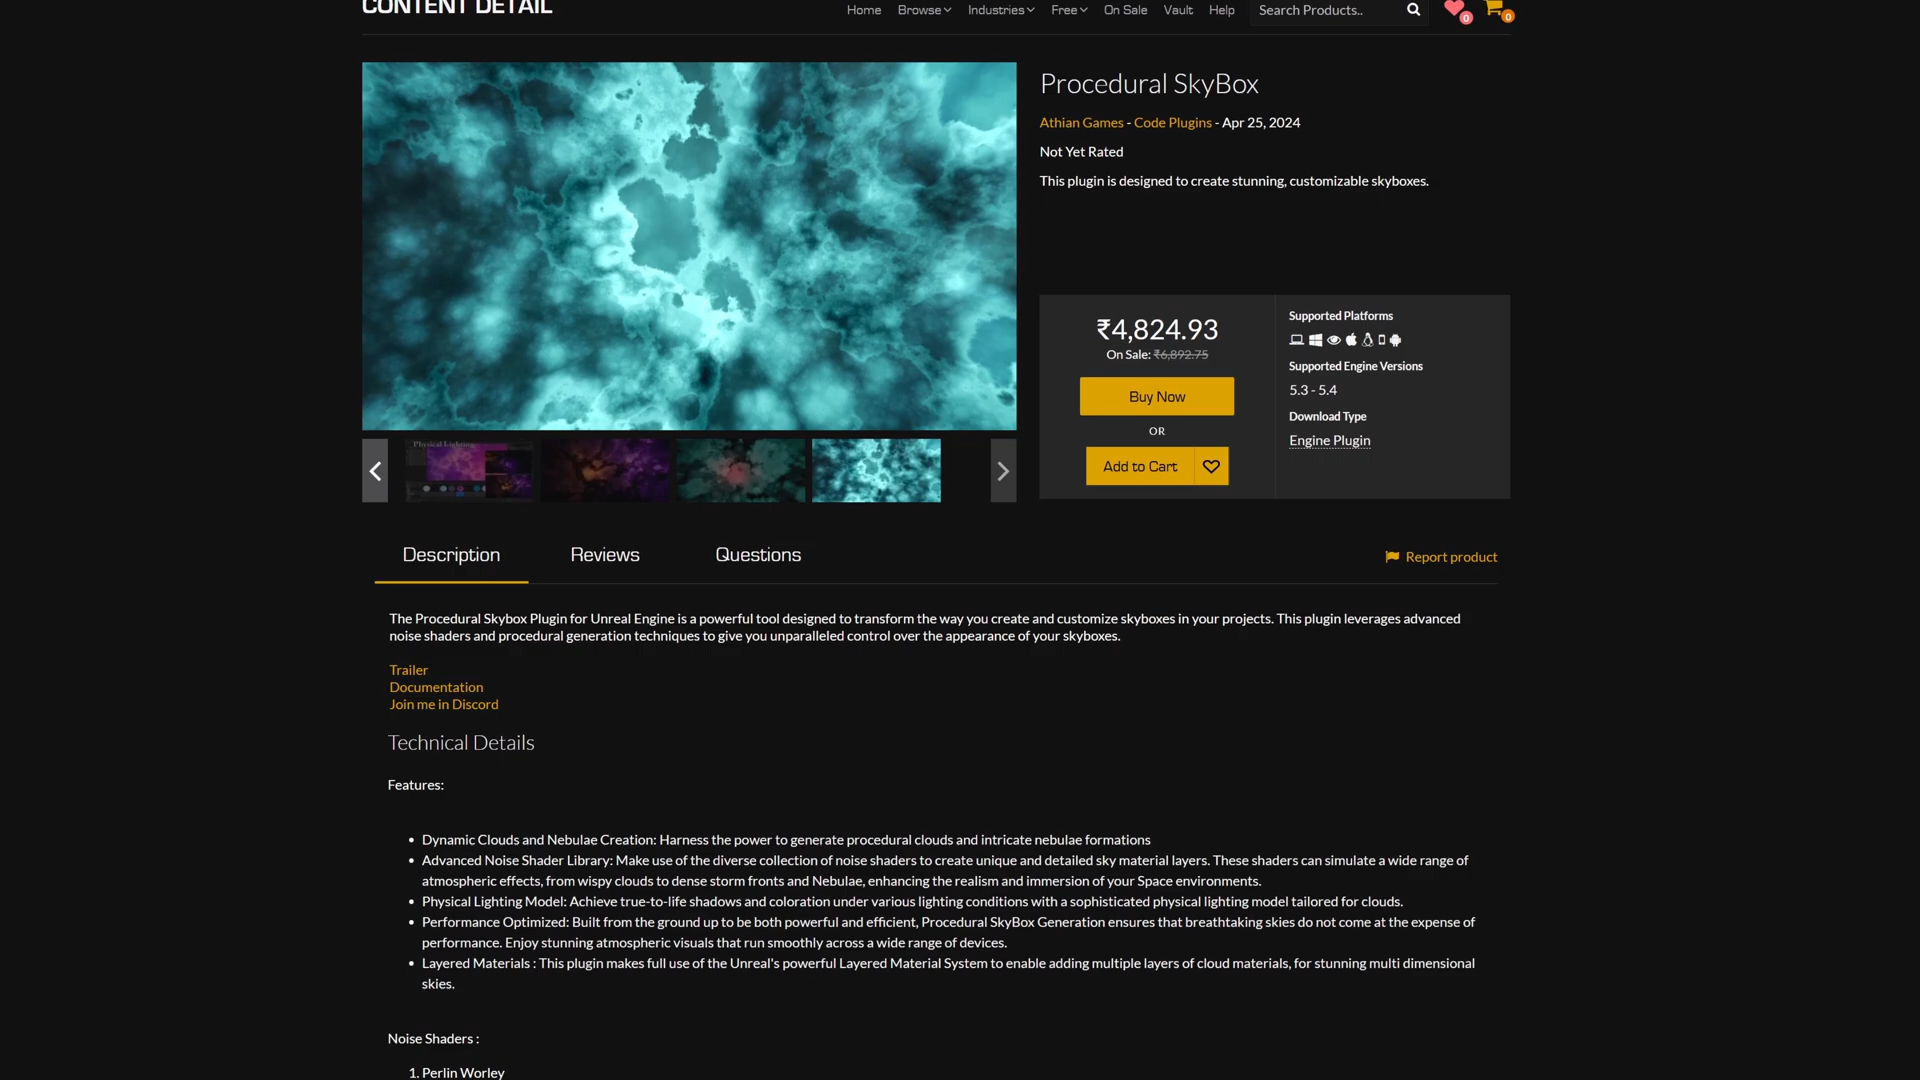 CONTENT DETAIL
Home Browse Industries Free On Sale Vault Help Search Products.. 0 0
Procedural SkyBox
Athian Games - Code Plugins - Apr 25, 2024
Not Yet Rated
This plugin is designed to create stunning, customizable skyboxes.
₹4,824.93
On Sale: ₹6,892.75
Buy Now
OR
Add to Cart
Supported Platforms
Supported Engine Versions
5.3 - 5.4
Download Type
Engine Plugin
Physical Lighting
Description Reviews Questions
Report product
The Procedural Skybox Plugin for Unreal Engine is a powerful tool designed to transform the way you create and customize skyboxes in your projects. This plugin leverages advanced
noise shaders and procedural generation techniques to give you unparalleled control over the appearance of your skyboxes.
Trailer
Documentation
Join me in Discord
Technical Details
Features:
• Dynamic Clouds and Nebulae Creation: Harness the power to generate procedural clouds and intricate nebulae formations
• Advanced Noise Shader Library: Make use of the diverse collection of noise shaders to create unique and detailed sky material layers. These shaders can simulate a wide range of
atmospheric effects, from wispy clouds to dense storm fronts and Nebulae, enhancing the realism and immersion of your Space environments.
• Physical Lighting Model: Achieve true-to-life shadows and coloration under various lighting conditions with a sophisticated physical lighting model tailored for clouds.
• Performance Optimized: Built from the ground up to be both powerful and efficient, Procedural SkyBox Generation ensures that breathtaking skies do not come at the expense of
performance. Enjoy stunning atmospheric visuals that run smoothly across a wide range of devices.
• Layered Materials : This plugin makes full use of the Unreal's powerful Layered Material System to enable adding multiple layers of cloud materials, for stunning multi dimensional
skies.
Noise Shaders :
1. Perlin Worley